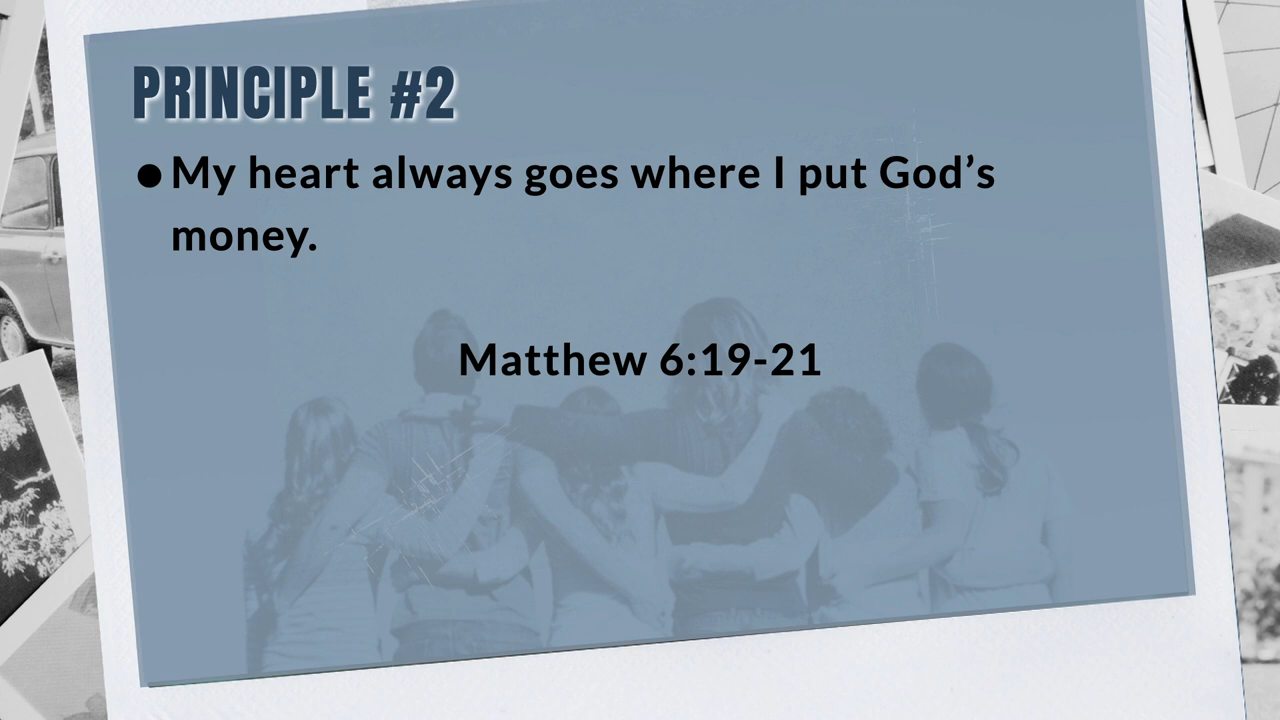 PRINCIPLE #2
● My heart always goes where I put God’s
money.
Matthew 6:19-21